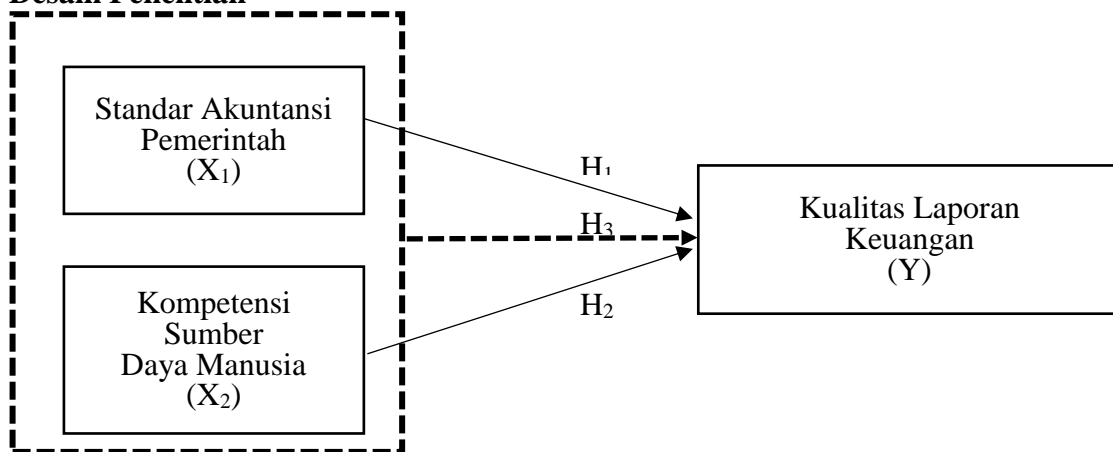 Desain Penelitian
Standar Akuntansi
Pemerintah
(X₁)
H₁
Kualitas Laporan
Keuangan
(Y)
H₃
Kompetensi
Sumber
Daya Manusia
(X₂)
H₂